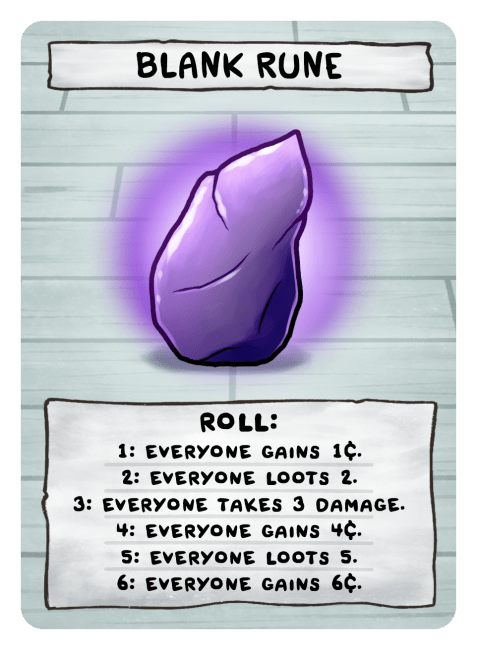 BLANK RUNE
ROLL:
1: EVERYONE GAINS 1¢.
2: EVERYONE LOOTS 2.
3: EVERYONE TAKES 3 DAMAGE.
4: EVERYONE GAINS 4¢.
5: EVERYONE LOOTS 5.
6: EVERYONE GAINS 6¢.